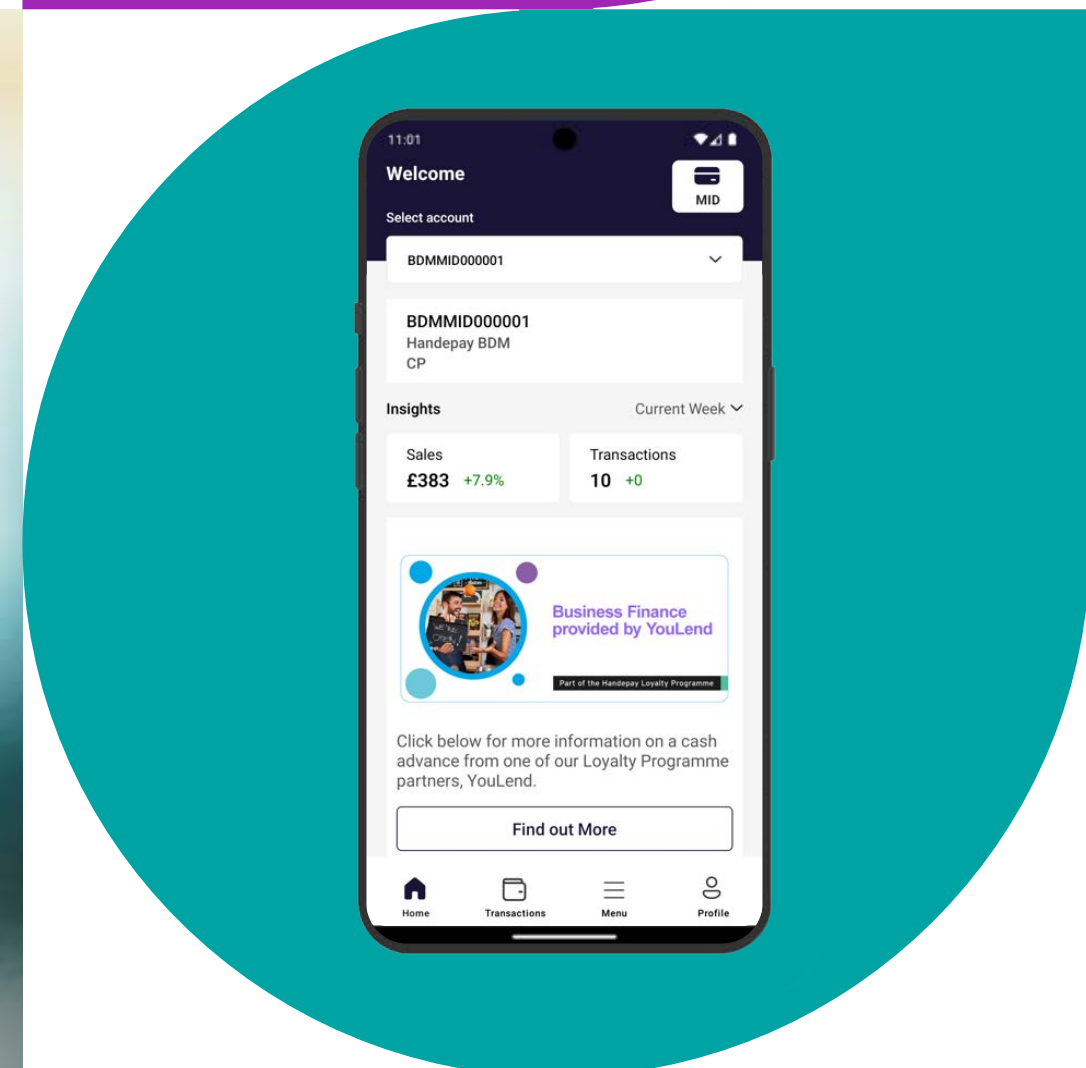 11:01
Welcome
MID
Select account
BDMMID000001
BDMMID000001
Handepay BDM
CP
Insights
Current Week
Sales
Transactions
£383 +7.9%
10 +0
Business Finance
provided by YouLend
Part of the Handepay Loyalty Programme
Click below for more information on a cash
advance from one of our Loyalty Programme
partners, YouLend.
Find out More
Home
Transactions
Menu
Profile